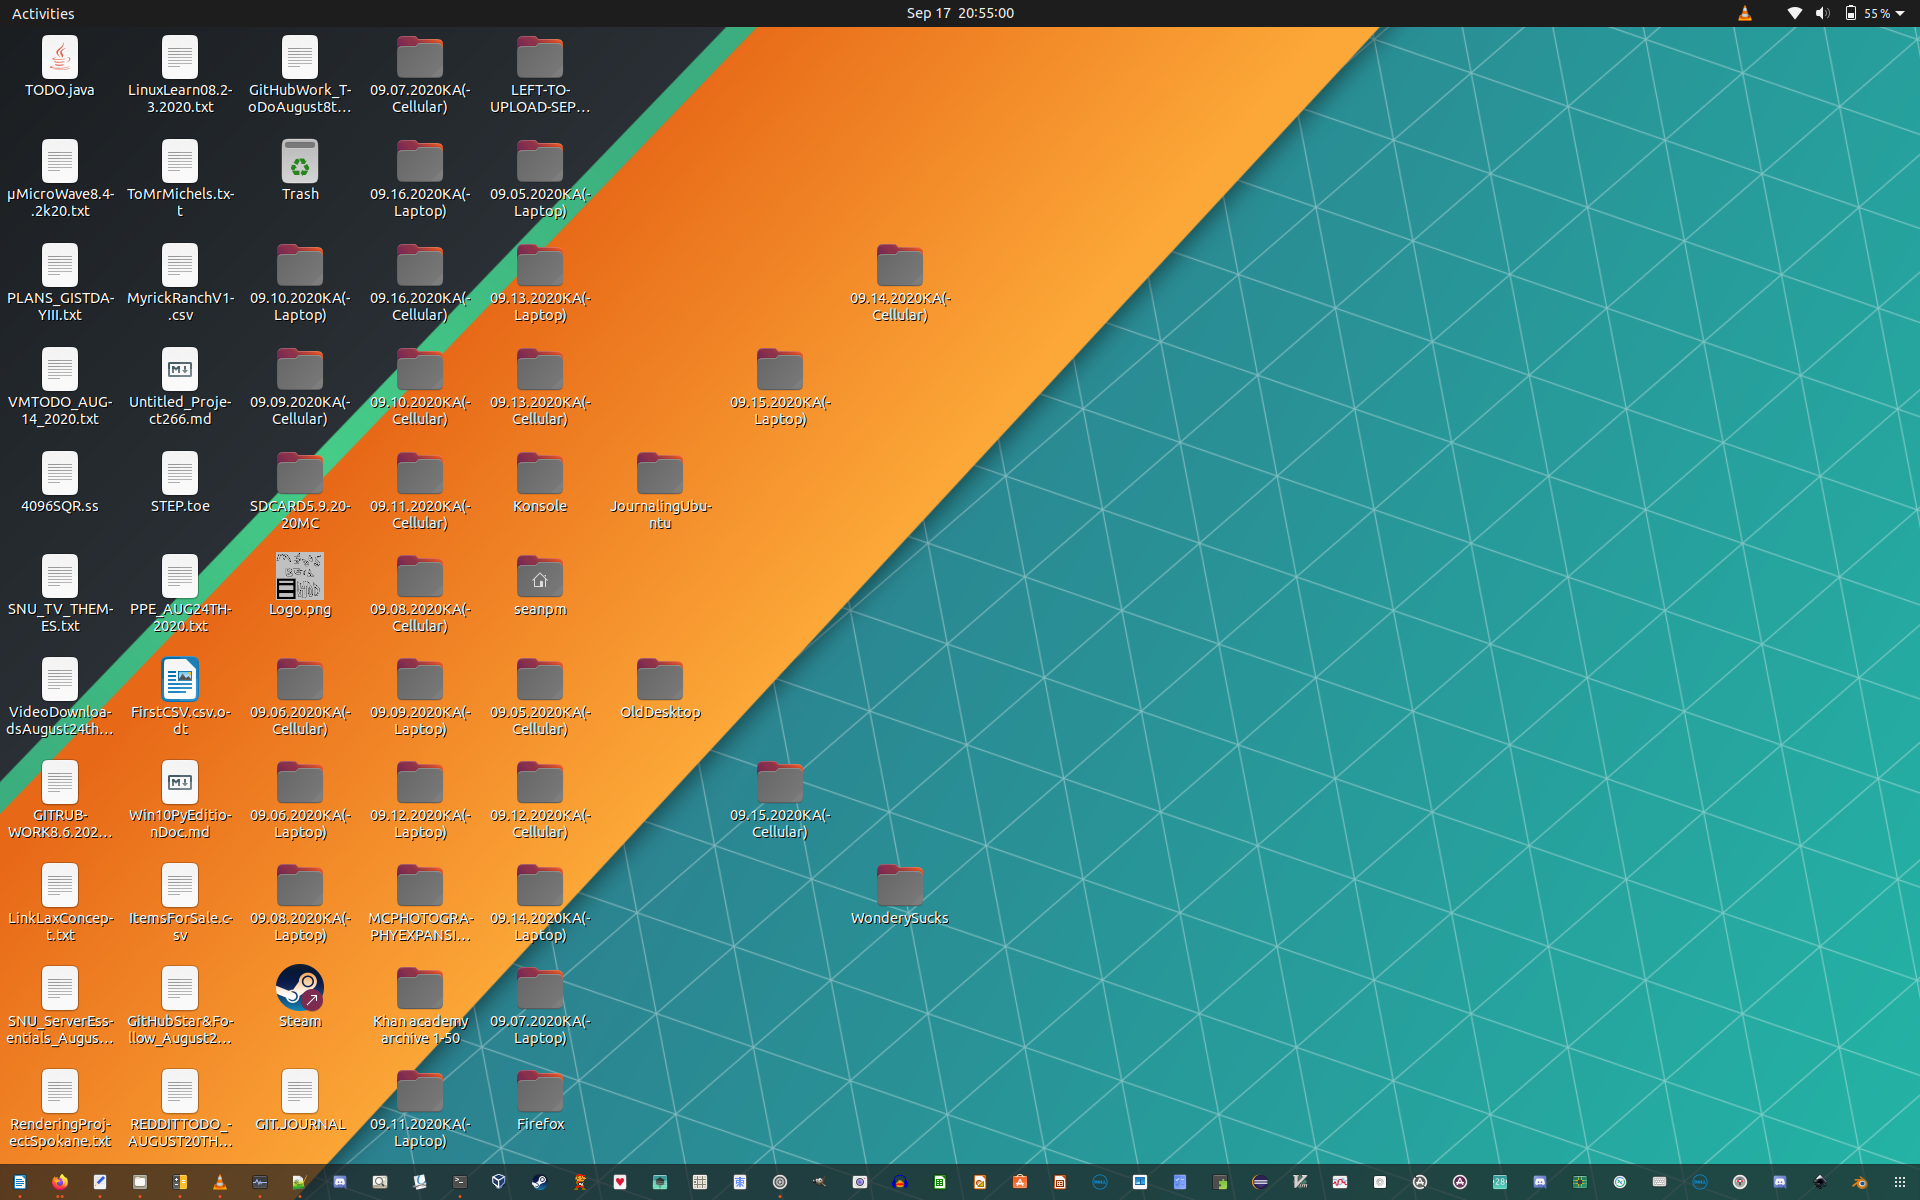 Activities
Sep 17 20:55:00
55 %
TODO.java
LinuxLearn08.2-
3.2020.txt
GitHubWork_T-
oDoAugust8t...
09.07.2020KA(-
Cellular)
LEFT-TO-
UPLOAD-SEP...
µMicroWave8.4-
.2k20.txt
ToMrMichels.tx-
t
Trash
09.16.2020KA(-
Laptop)
09.05.2020KA(-
Laptop)
PLANS_GISTDA-
YIII.txt
MyrickRanchV1-
.csv
09.10.2020KA(-
Laptop)
09.16.2020KA(-
Cellular)
09.13.2020KA(-
Laptop)
09.14.2020KA(-
Cellular)
VMTODO_AUG-
14_2020.txt
Untitled_Proje-
ct266.md
09.09.2020KA(-
Cellular)
09.10.2020KA(-
Cellular)
09.13.2020KA(-
Cellular)
09.15.2020KA(-
Laptop)
4096SQR.ss
STEP.toe
SDCARD5.9.20-
20MC
09.11.2020KA(-
Cellular)
Konsole
JournalingUbu-
ntu
SNU_TV_THEM-
ES.txt
PPE_AUG24TH-
2020.txt
Logo.png
09.08.2020KA(-
Cellular)
seanpm
VideoDownloa-
dsAugust24th...
FirstCSV.csv.o-
dt
09.06.2020KA(-
Cellular)
09.09.2020KA(-
Laptop)
09.05.2020KA(-
Cellular)
OldDesktop
GITRUB-
WORK8.6.202...
Win10PyEditio-
nDoc.md
09.06.2020KA(-
Laptop)
09.12.2020KA(-
Laptop)
09.12.2020KA(-
Cellular)
09.15.2020KA(-
Cellular)
LinkLaxConcep-
t.txt
ItemsForSale.c-
sv
09.08.2020KA(-
Laptop)
MCPHOTOGRA-
PHYEXPANSI...
09.14.2020KA(-
Laptop)
WonderySucks
SNU_ServerEss-
entials_Augus...
GitHubStar&Fo-
llow_August2...
Steam
Khan academy
archive 1-50
09.07.2020KA(-
Laptop)
RenderingProj-
ectSpokane.txt
REDDITTODO_-
AUGUST20TH...
GIT.JOURNAL
09.11.2020KA(-
Laptop)
Firefox